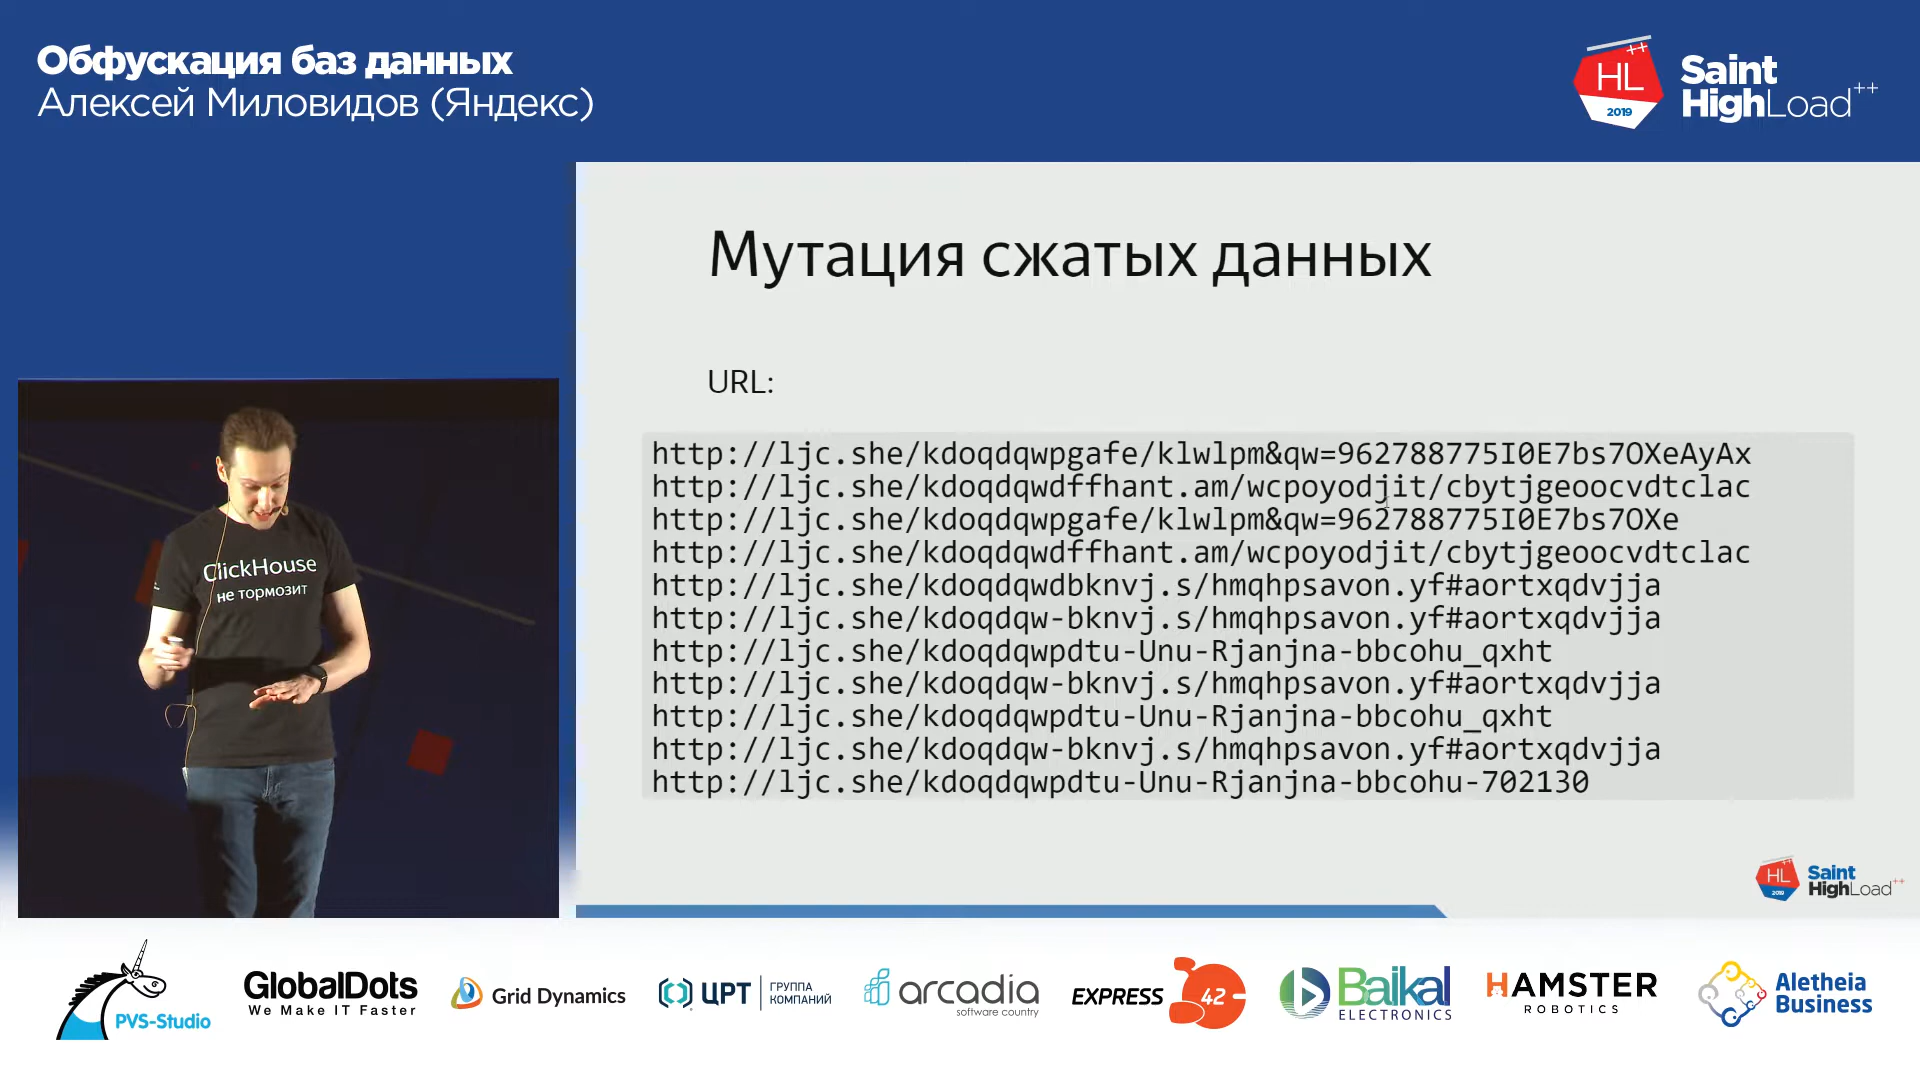 Обфускация баз данных
Алексей Миловидов (Яндекс)
HL++
2019
Saint
HighLoad++
Мутация сжатых данных
URL:
http://ljc.she/kdoqdqwpgafe/klwlpm&qw=962788775I0E7bs7OXeAyAx
http://ljc.she/kdoqdqwdffhant.am/wcpoyodjit/cbytjgeoocvdtclac
http://ljc.she/kdoqdqwpgafe/klwlpm&qw=962788775I0E7bs7OXe
http://ljc.she/kdoqdqwdffhant.am/wcpoyodjit/cbytjgeoocvdtclac
http://ljc.she/kdoqdqwdbknvj.s/hmqhpsavon.yf#aortxqdvjja
http://ljc.she/kdoqdqw-bknvj.s/hmqhpsavon.yf#aortxqdvjja
http://ljc.she/kdoqdqwpdtu-Unu-Rjanjna-bbcohu_qxht
http://ljc.she/kdoqdqw-bknvj.s/hmqhpsavon.yf#aortxqdvjja
http://ljc.she/kdoqdqwpdtu-Unu-Rjanjna-bbcohu_qxht
http://ljc.she/kdoqdqw-bknvj.s/hmqhpsavon.yf#aortxqdvjja
http://ljc.she/kdoqdqwpdtu-Unu-Rjanjna-bbcohu-702130
ClickHouse
не тормозит
HL++
2019
Saint
HighLoad++
PVS-Studio
GlobalDots
We Make IT Faster
Grid Dynamics
ЦРТ
ГРУППА
КОМПАНИЙ
arcadia
software country
EXPRESS 42
Baikal
ELECTRONICS
HAMSTER
ROBOTICS
Aletheia
Business